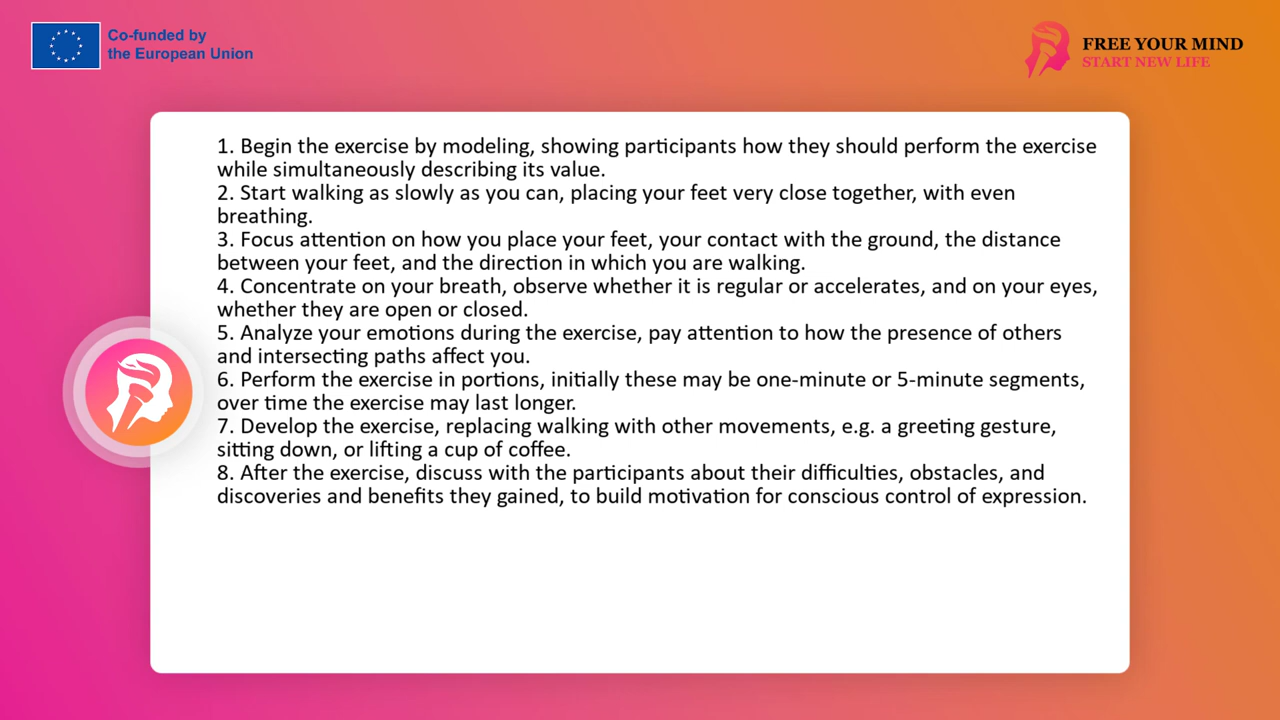 Co-funded by
the European Union
FREE YOUR MIND
START NEW LIFE
1. Begin the exercise by modeling, showing participants how they should perform the exercise
while simultaneously describing its value.
2. Start walking as slowly as you can, placing your feet very close together, with even
breathing.
3. Focus attention on how you place your feet, your contact with the ground, the distance
between your feet, and the direction in which you are walking.
4. Concentrate on your breath, observe whether it is regular or accelerates, and on your eyes,
whether they are open or closed.
5. Analyze your emotions during the exercise, pay attention to how the presence of others
and intersecting paths affect you.
6. Perform the exercise in portions, initially these may be one-minute or 5-minute segments,
over time the exercise may last longer.
7. Develop the exercise, replacing walking with other movements, e.g. a greeting gesture,
sitting down, or lifting a cup of coffee.
8. After the exercise, discuss with the participants about their difficulties, obstacles, and
discoveries and benefits they gained, to build motivation for conscious control of expression.